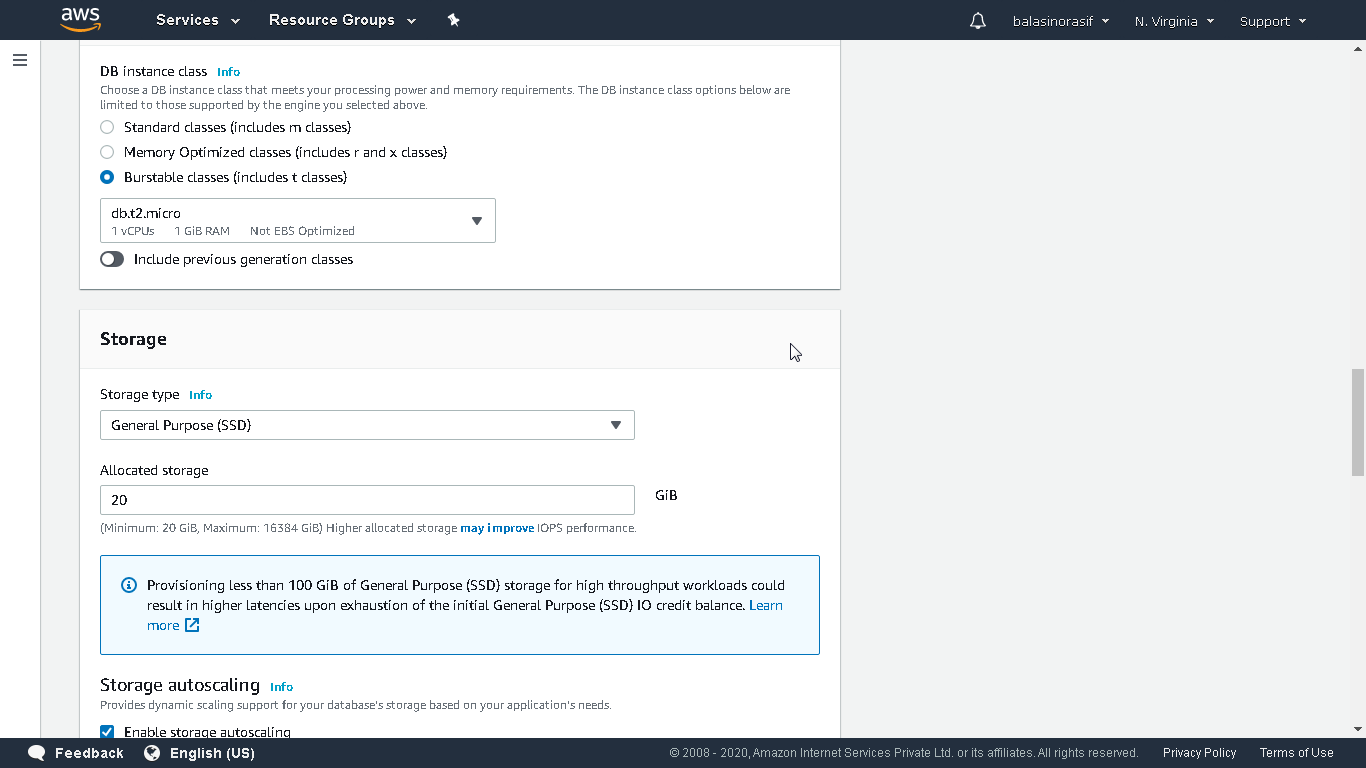 aws Services Resource Groups balasinorasif N. Virginia Support
DB instance class Info
Choose a DB instance class that meets your processing power and memory requirements. The DB instance class options below are
limited to those supported by the engine you selected above.
Standard classes (includes m classes)
Memory Optimized classes (includes r and x classes)
Burstable classes (includes t classes)
db.t2.micro
1 vCPUs 1 GiB RAM Not EBS Optimized
Include previous generation classes
Storage
Storage type Info
General Purpose (SSD)
Allocated storage
20 GiB
(Minimum: 20 GiB, Maximum: 16384 GiB) Higher allocated storage may improve IOPS performance.
Provisioning less than 100 GiB of General Purpose (SSD) storage for high throughput workloads could
result in higher latencies upon exhaustion of the initial General Purpose (SSD) IO credit balance. Learn
more
Storage autoscaling Info
Provides dynamic scaling support for your database's storage based on your application's needs.
Enable storage autoscaling
Feedback English (US) © 2008 - 2020, Amazon Internet Services Private Ltd. or its affiliates. All rights reserved. Privacy Policy Terms of Use